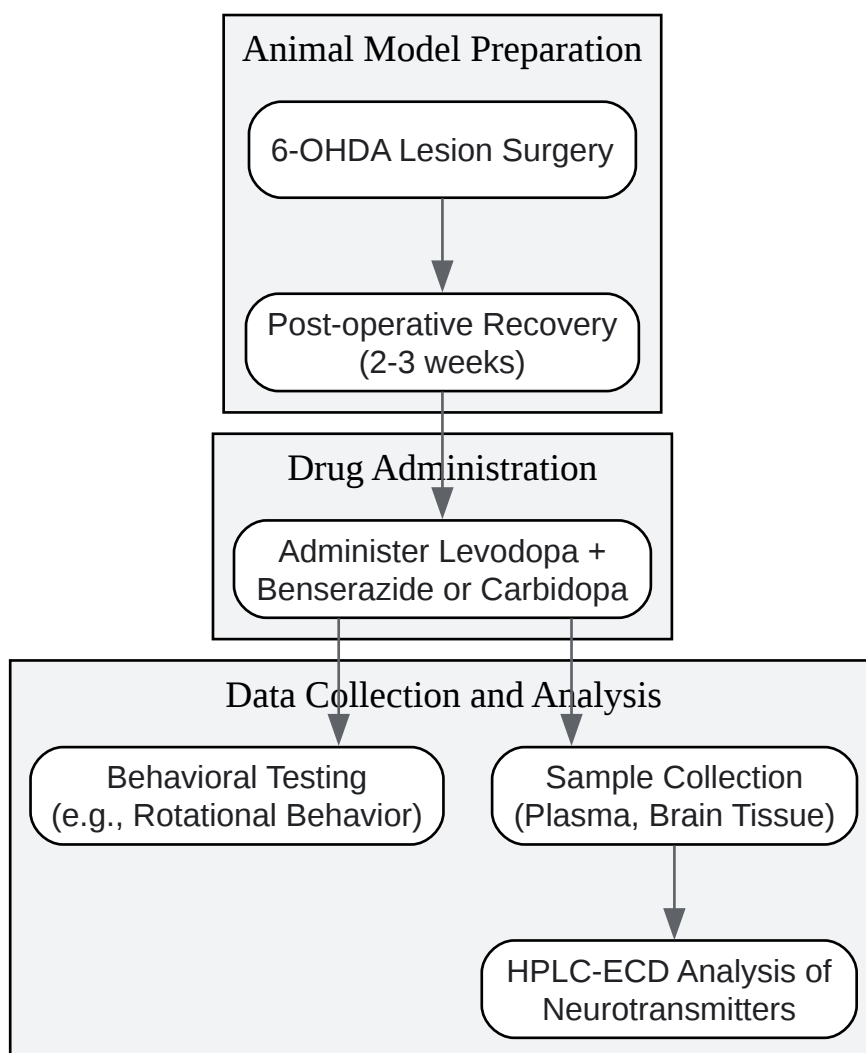 Animal Model Preparation
6-OHDA Lesion Surgery
Post-operative Recovery
(2-3 weeks)
Drug Administration
Administer Levodopa +
Benserazide or Carbidopa
Data Collection and Analysis
Behavioral Testing
(e.g., Rotational Behavior)
Sample Collection
(Plasma, Brain Tissue)
HPLC-ECD Analysis of
Neurotransmitters